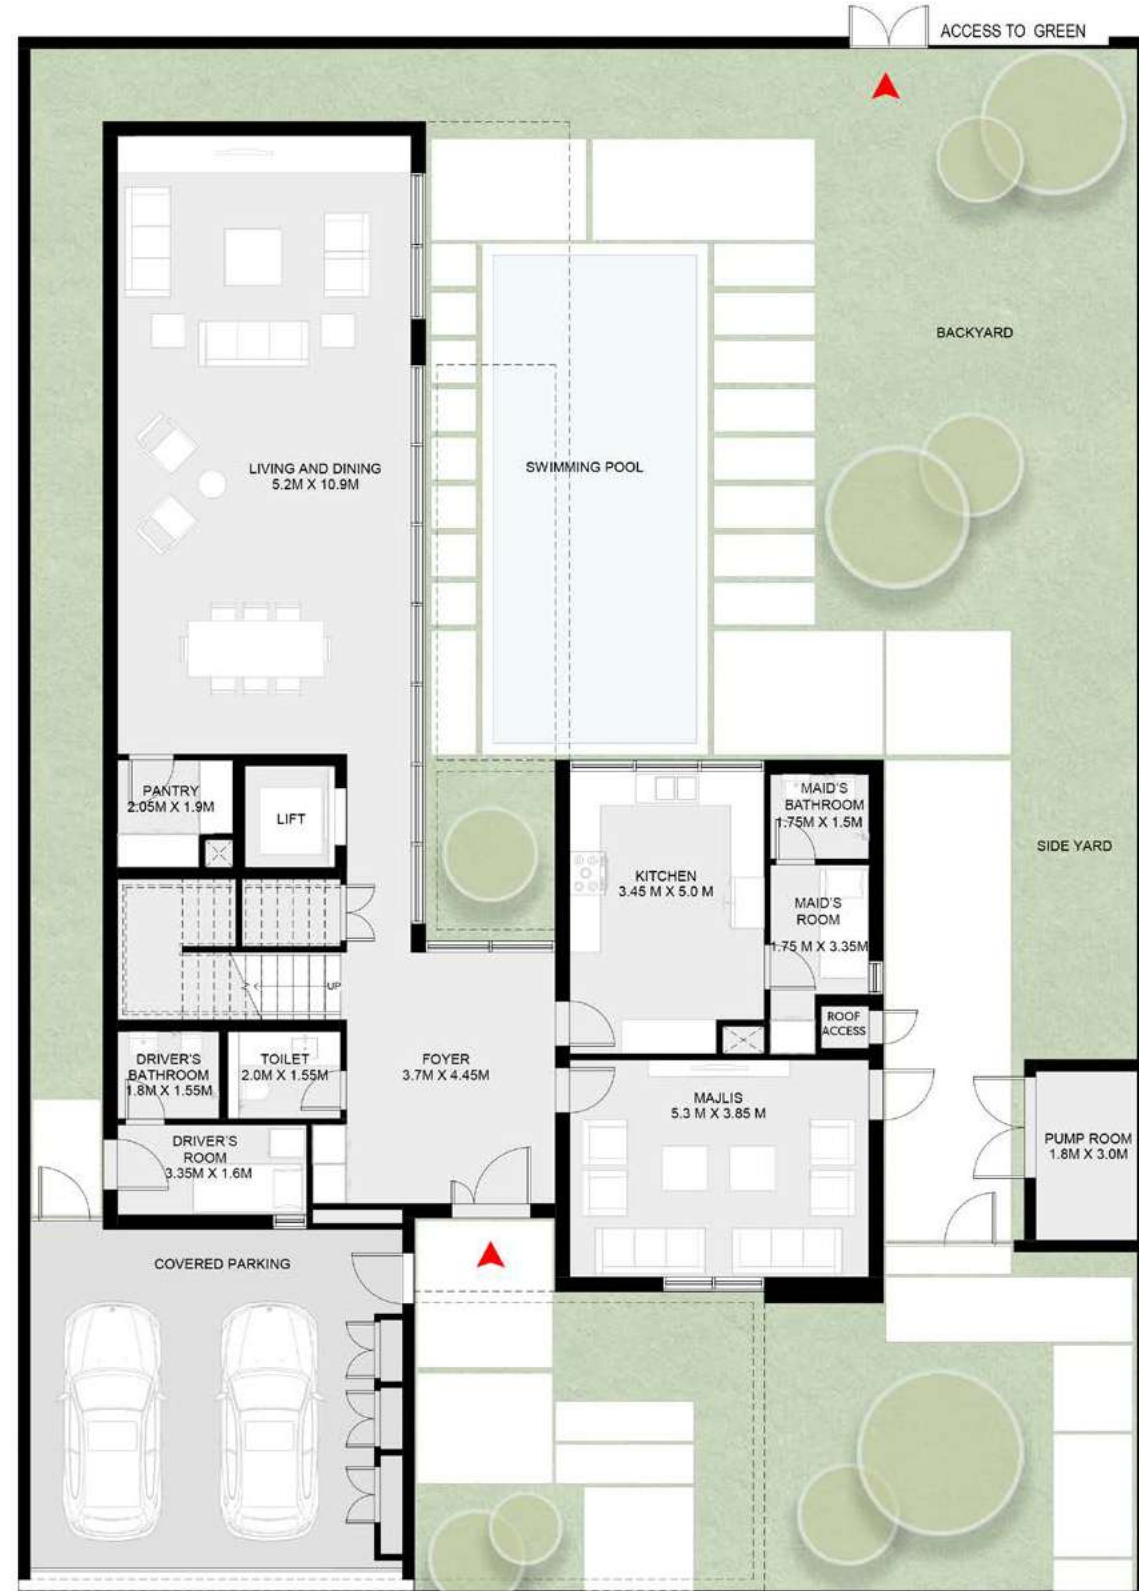 ACCESS TO GREEN
BACKYARD
LIVING AND DINING
5.2M X 10.9M
SWIMMING POOL
PANTRY
2.05M X 1.9M
LIFT
MAID'S
BATHROOM
1.75M X 1.5M
SIDE YARD
KITCHEN
3.45 M X 5.0 M
MAID'S
ROOM
1.75 M X 3.35M
UP
ROOF
ACCESS
DRIVER'S
BATHROOM
1.8M X 1.55M
TOILET
2.0M X 1.55M
FOYER
3.7M X 4.45M
MAJLIS
5.3 M X 3.85 M
DRIVER'S
ROOM
3.35M X 1.6M
PUMP ROOM
1.8M X 3.0M
COVERED PARKING